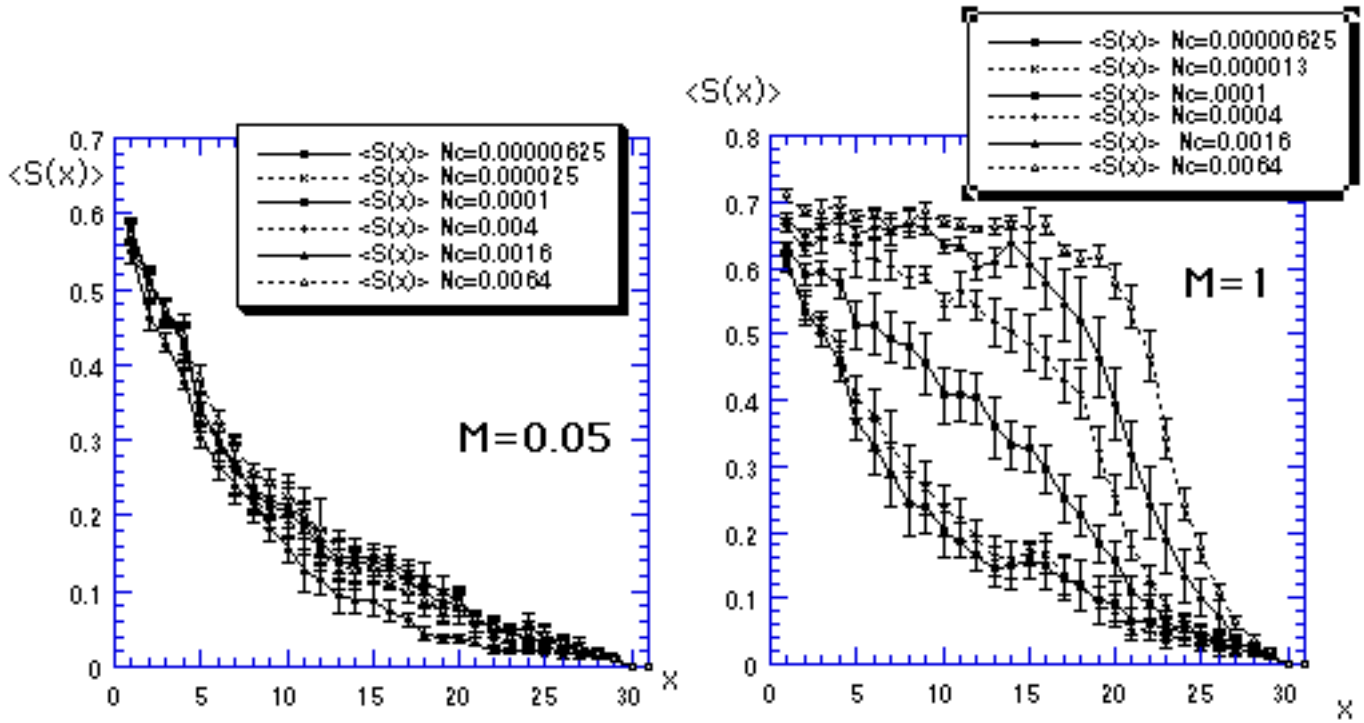 <S(x)>
0.7
0.6
0.5
0.4
0.3
0.2
0.1
0
<S(x)> Nc=0.00000625
<S(x)> Nc=0.000025
<S(x)> Nc=0.0001
<S(x)> Nc=0.004
<S(x)> Nc=0.0016
<S(x)> Nc=0.0064
M=0.05
0 5 10 15 20 25 30 x
<S(x)>
0.8
0.7
0.6
0.5
0.4
0.3
0.2
0.1
0
<S(x)> Nc=0.00000625
<S(x)> Nc=0.000013
<S(x)> Nc=.0001
<S(x)> Nc=0.0004
<S(x)> Nc=0.0016
<S(x)> Nc=0.0064
M=1
0 5 10 15 20 25 30 x